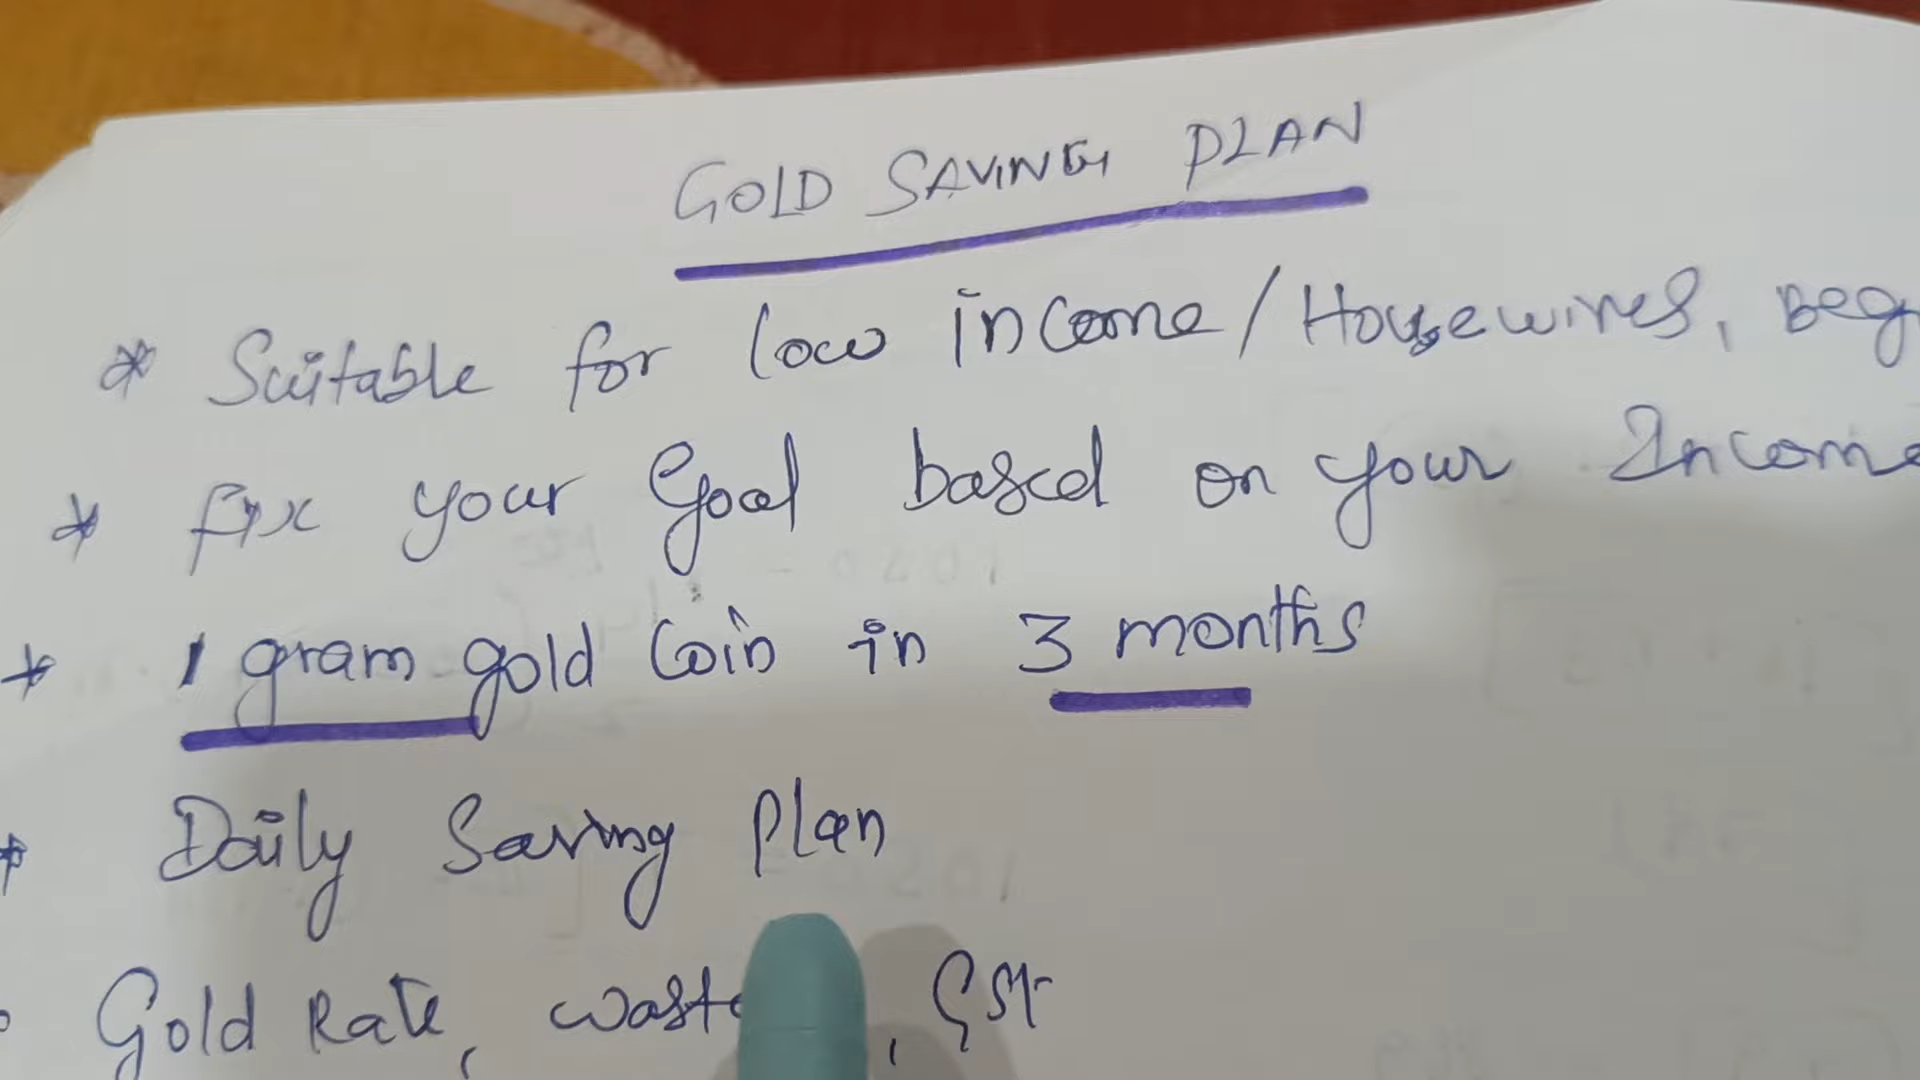 GOLD SAVING PLAN
* Suitable for low income/Housewives,
* Fix your Goal based on your Income
* 1 gram gold Coin in 3 months
* Daily Saving Plan
Gold Rate, , GST